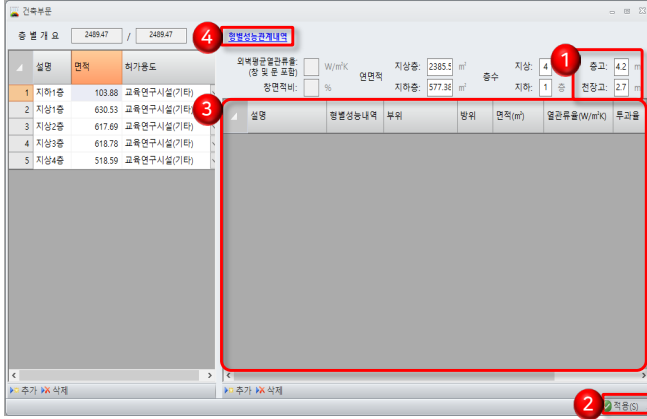 건축부문
층 별 개 요 2489.47 / 2489.47
4 형별성능관계내역
외벽평균열관류율: W/m²K
(창 및 문 포함)
창면적비: %
연면적
지상층: 2385.5 m²
지하층: 577.38 m²
층수
지상: 4
지하: 1 층
1
층고: 4.2 m
천장고: 2.7 m
설명 면적 허가용도
1 지하1층 103.88 교육연구시설(기타)
2 지상1층 630.53 교육연구시설(기타)
3 지상2층 617.69 교육연구시설(기타)
4 지상3층 618.78 교육연구시설(기타)
5 지상4층 518.59 교육연구시설(기타)
3
설명 형별성능내역 부위 방위 면적(m²) 열관류율(W/m²K) 투과율
추가 삭제
추가 삭제
2 적용(S)